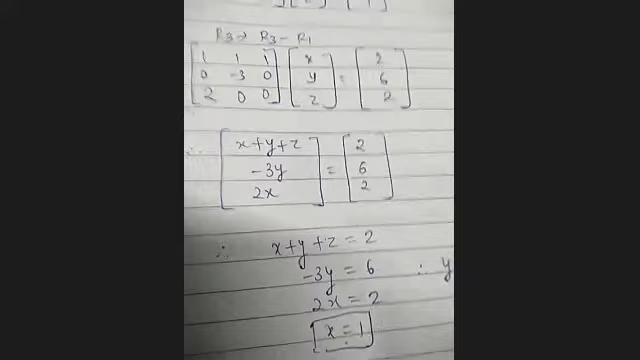 R3 → R3 - R1
[1 1 1] [x] [2]
[0 -3 0] [y] = [6]
[2 0 0] [z] [2]
∴ [x+y+z] [2]
[-3y] = [6]
[2x] [2]
∴ x+y+z = 2
-3y = 6 ∴ y
2x = 2
x = 1